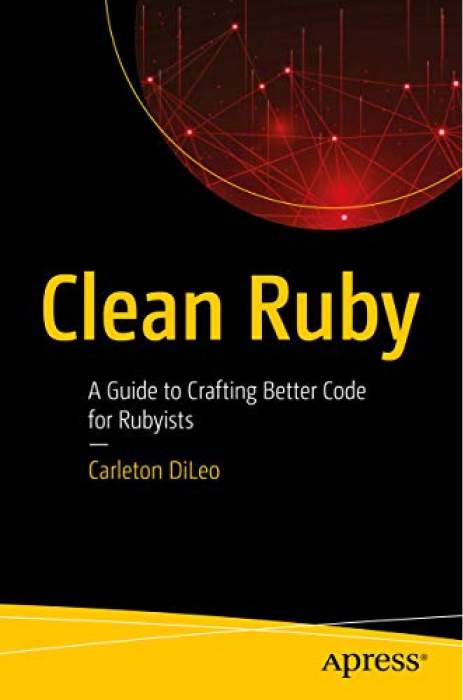 Clean Ruby
A Guide to Crafting Better Code
for Rubyists
—
Carleton DiLeo
Apress®